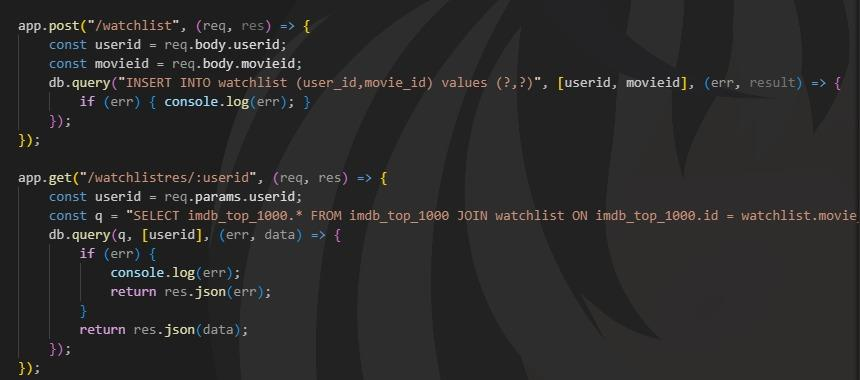 app.post("/watchlist", (req, res) => {
    const userid = req.body.userid;
    const movieid = req.body.movieid;
    db.query("INSERT INTO watchlist (user_id,movie_id) values (?,?)", [userid, movieid], (err, result) => {
        if (err) { console.log(err); }
    });
});

app.get("/watchlistres/:userid", (req, res) => {
    const userid = req.params.userid;
    const q = "SELECT imdb_top_1000.* FROM imdb_top_1000 JOIN watchlist ON imdb_top_1000.id = watchlist.movie
    db.query(q, [userid], (err, data) => {
        if (err) {
            console.log(err);
            return res.json(err);
        }
        return res.json(data);
    });
});